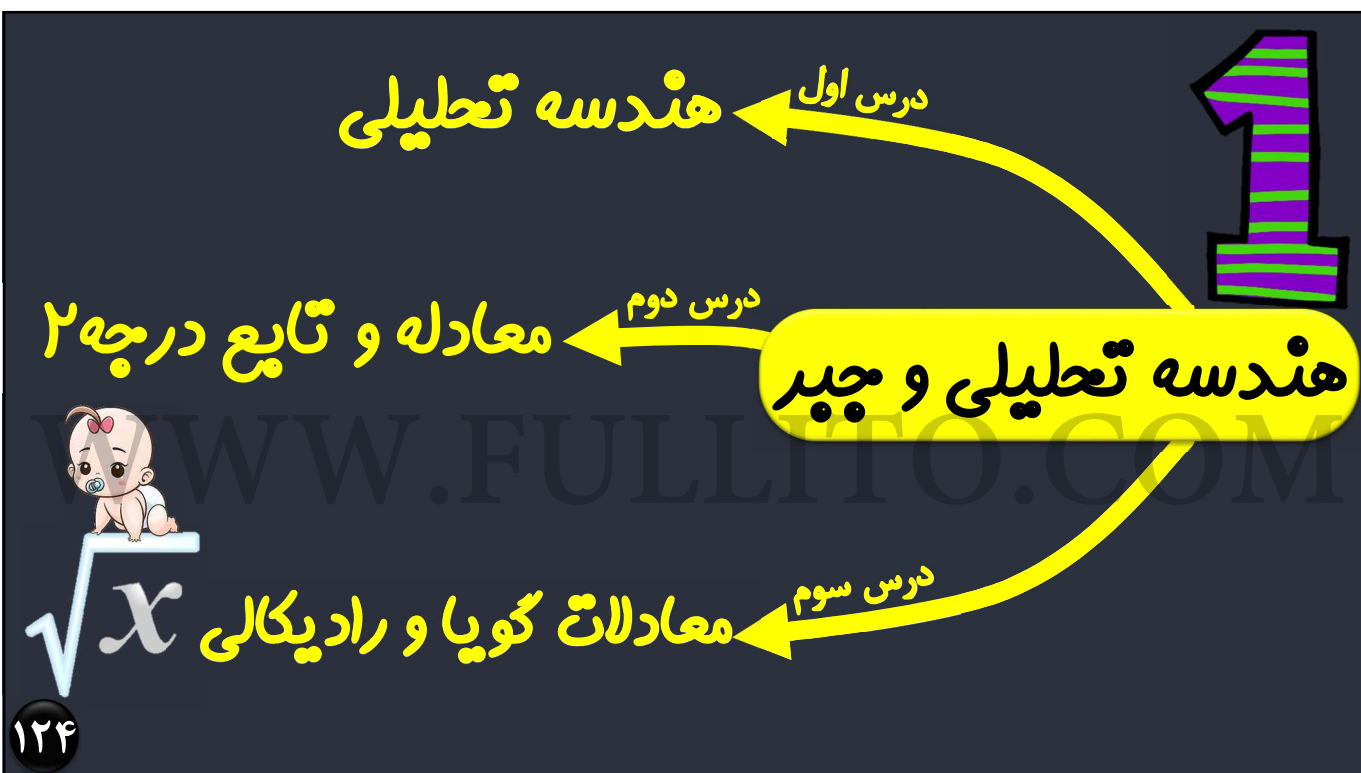 1
درس اول
هندسه تحلیلی
هندسه تحلیلی و جبر
درس دوم
معادله و تابع درجه۲
WWW.FULLITO.COM
درس سوم
معادلات گویا و رادیکالی
√x
۱۲۴